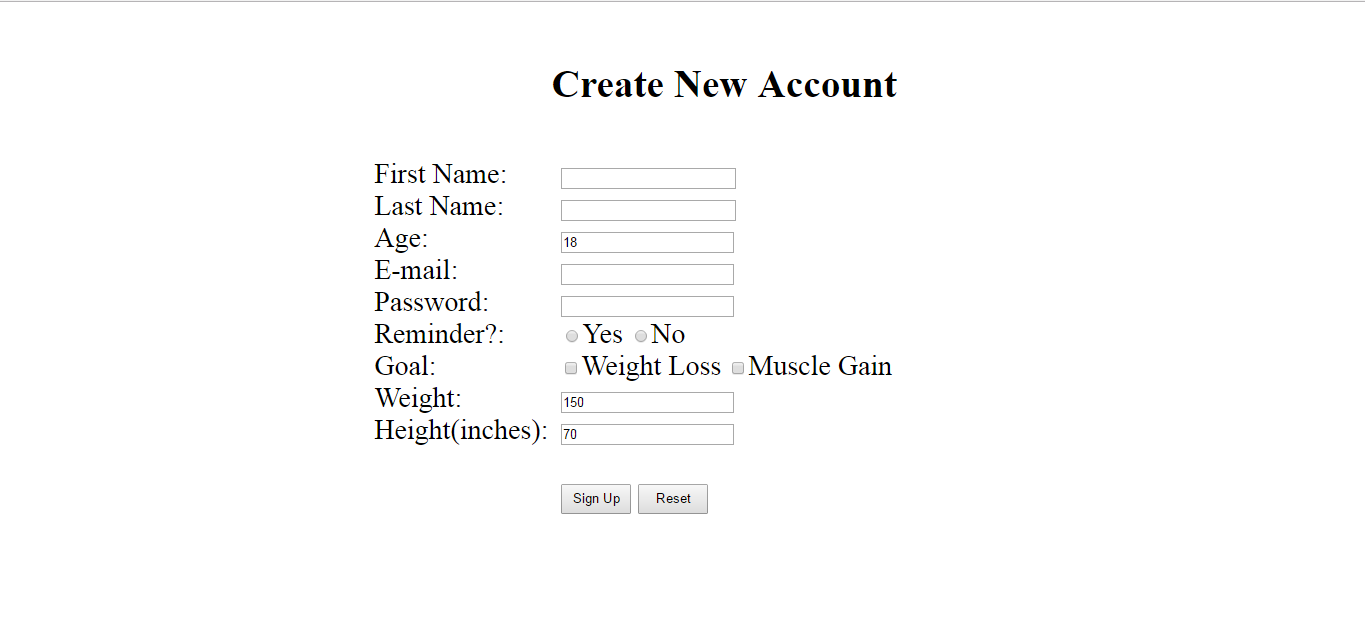 Create New Account
First Name:
Last Name:
Age: 18
E-mail:
Password:
Reminder?: Yes No
Goal: Weight Loss Muscle Gain
Weight: 150
Height(inches): 70
Sign Up Reset